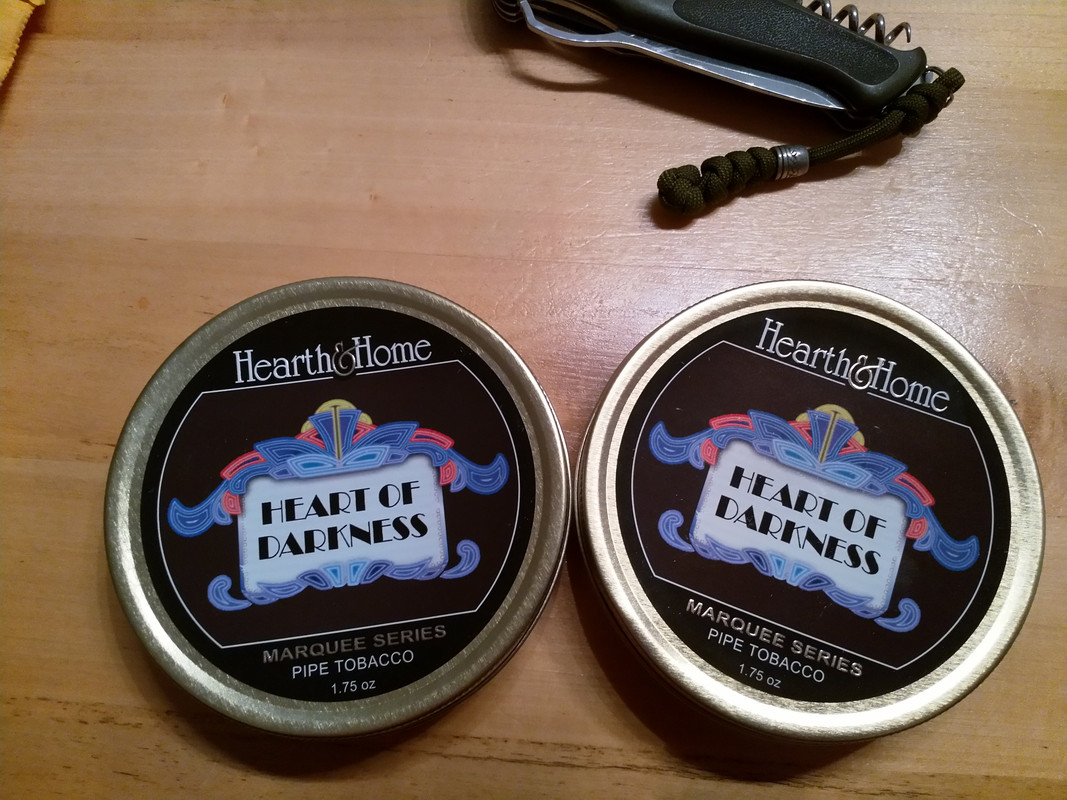 Hearth & Home
HEART OF
DARKNESS
MARQUEE SERIES
PIPE TOBACCO
1.75 oz
Hearth & Home
HEART OF
DARKNESS
MARQUEE SERIES
PIPE TOBACCO
1.75 oz